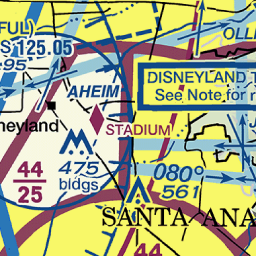 FUL)
S 125.05
95
OLL
AHEIM
DISNEYLAND T
See Note for
neyland
STADIUM
44
25
475
bldgs
080°
561
SANTA ANA
44